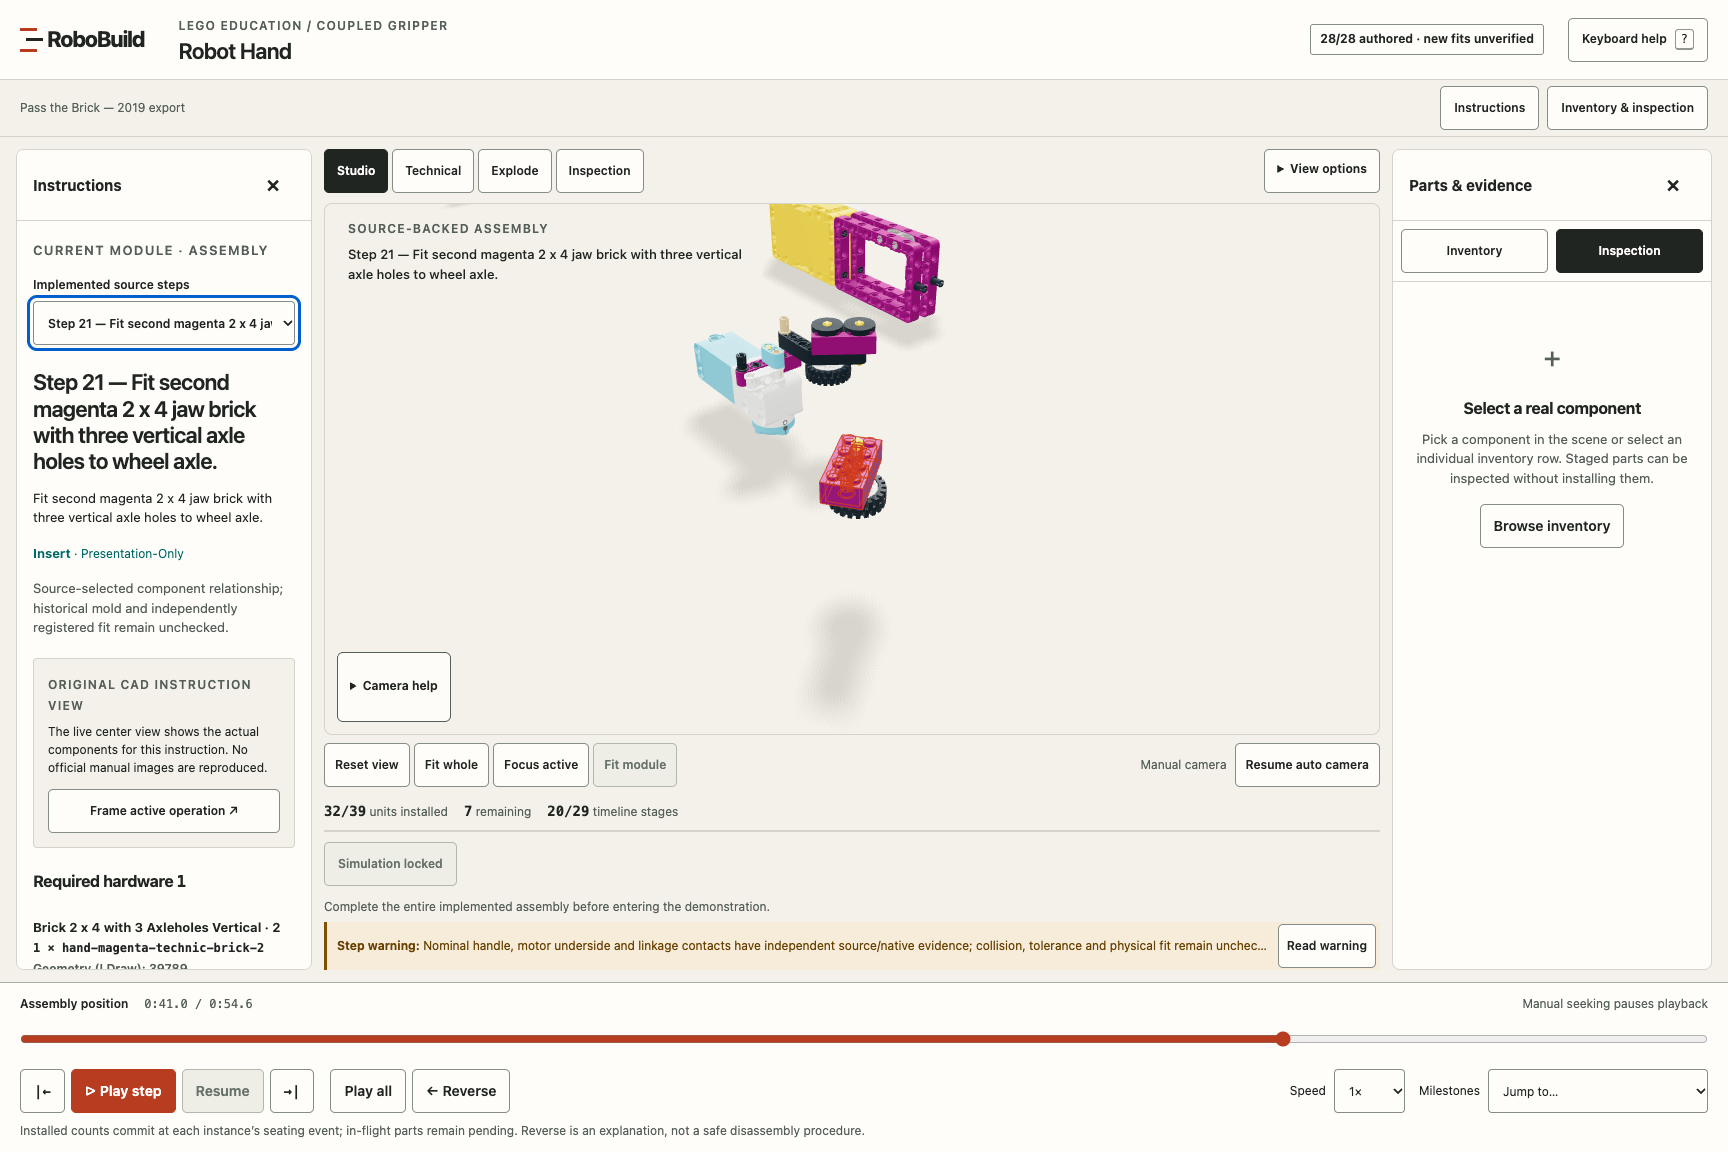 RoboBuild
LEGO EDUCATION / COUPLED GRIPPER
Robot Hand
28/28 authored · new fits unverified
Keyboard help ?
Pass the Brick — 2019 export
Instructions
Inventory & inspection
Instructions
CURRENT MODULE · ASSEMBLY
Implemented source steps
Step 21 — Fit second magenta 2 x 4 ja
Step 21 — Fit second
magenta 2 x 4 jaw brick
with three vertical axle
holes to wheel axle.
Fit second magenta 2 x 4 jaw brick with
three vertical axle holes to wheel axle.
Insert · Presentation-Only
Source-selected component relationship;
historical mold and independently
registered fit remain unchecked.
ORIGINAL CAD INSTRUCTION
VIEW
The live center view shows the actual
components for this instruction. No
official manual images are reproduced.
Frame active operation ↗
Required hardware 1
Brick 2 x 4 with 3 Axleholes Vertical · 2
1 × hand-magenta-technic-brick-2
Geometry (LDraw): 39789
Studio
Technical
Explode
Inspection
View options
SOURCE-BACKED ASSEMBLY
Step 21 — Fit second magenta 2 x 4 jaw brick with three vertical
axle holes to wheel axle.
Camera help
Reset view
Fit whole
Focus active
Fit module
Manual camera
Resume auto camera
32/39 units installed 7 remaining 20/29 timeline stages
Simulation locked
Complete the entire implemented assembly before entering the demonstration.
Step warning: Nominal handle, motor underside and linkage contacts have independent source/native evidence; collision, tolerance and physical fit remain unchec...
Read warning
Parts & evidence
Inventory
Inspection
Select a real component
Pick a component in the scene or select an
individual inventory row. Staged parts can be
inspected without installing them.
Browse inventory
Assembly position 0:41.0 / 0:54.6
Manual seeking pauses playback
Play step
Resume
Play all
← Reverse
Speed
1×
Milestones
Jump to...
Installed counts commit at each instance's seating event; in-flight parts remain pending. Reverse is an explanation, not a safe disassembly procedure.